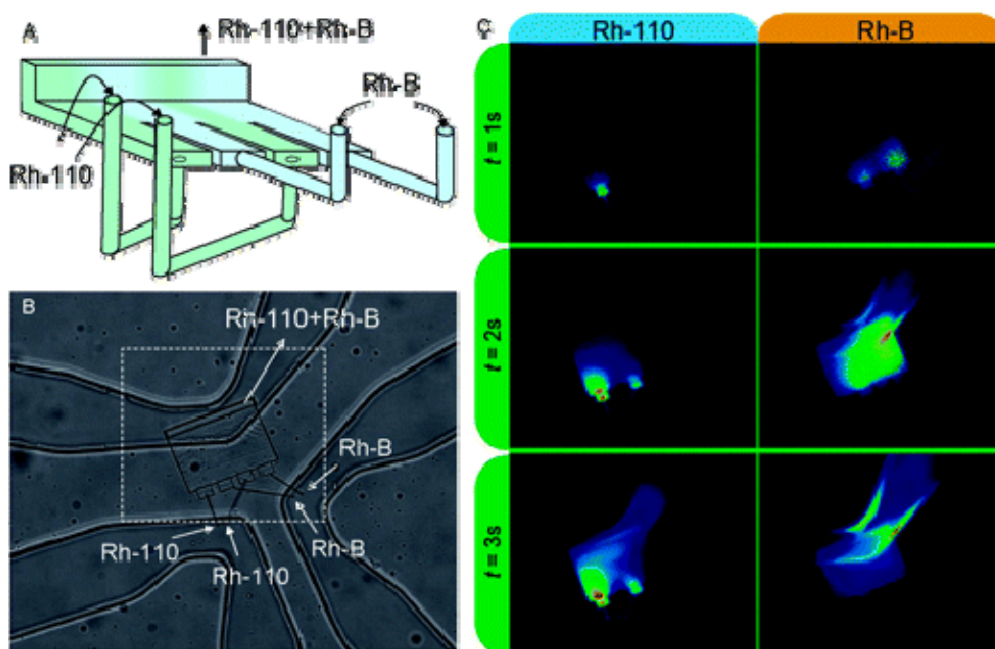 A
Rh-110+Rh-B
Rh-B
Rh-110
B
Rh-110+Rh-B
Rh-B
Rh-B
Rh-110
Rh-110
C
Rh-110
Rh-B
t = 1s
t = 2s
t = 3s